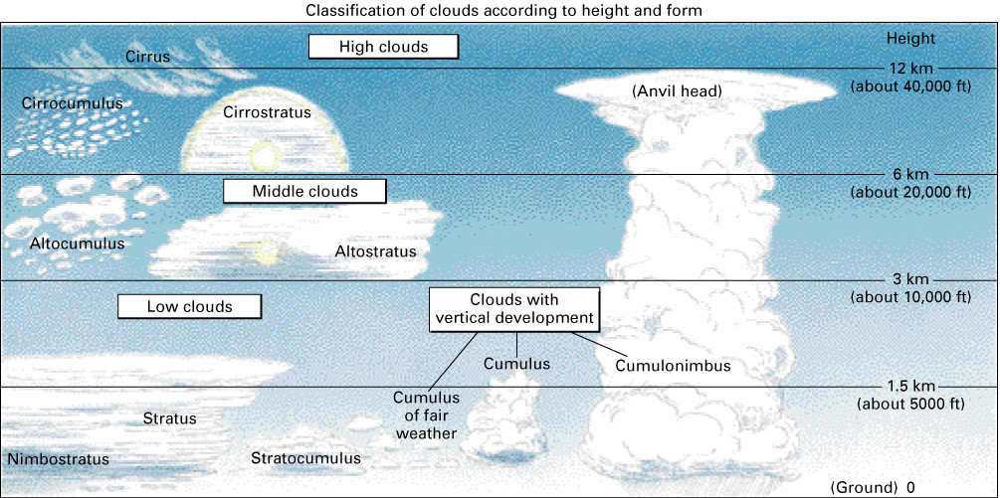 Classification of clouds according to height and form
High clouds
Height
Cirrus
12 km
(about 40,000 ft)
(Anvil head)
Cirrocumulus
Cirrostratus
6 km
(about 20,000 ft)
Middle clouds
Altocumulus
Altostratus
3 km
(about 10,000 ft)
Low clouds
Clouds with
vertical development
Cumulus
Cumulonimbus
1.5 km
(about 5000 ft)
Cumulus
of fair
weather
Stratus
Nimbostratus
Stratocumulus
(Ground) 0